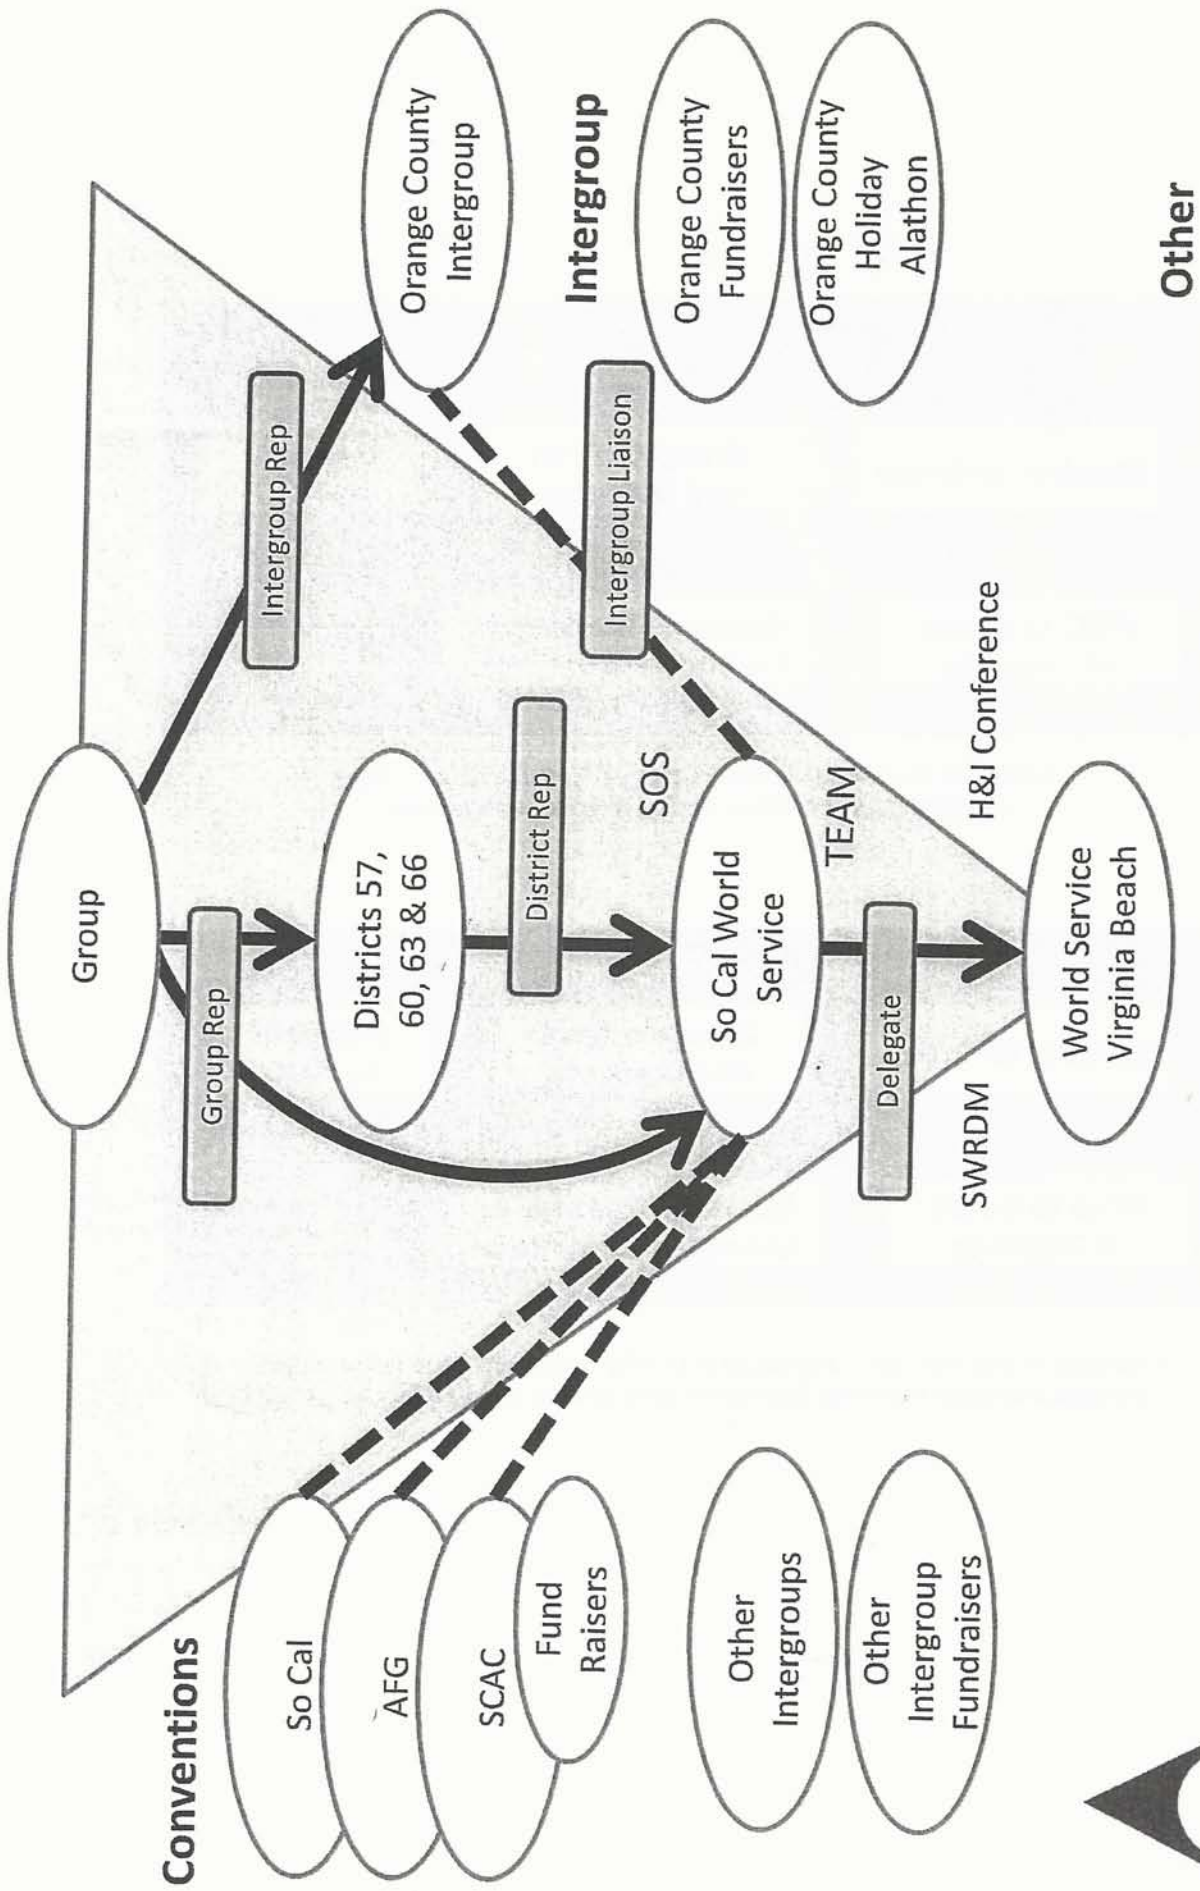 Group
Group Rep
Intergroup Rep
Conventions
Districts 57,
60, 63 & 66
Orange County
Intergroup
So Cal
AFG
SCAC
Fund
Raisers
District Rep
Intergroup
Intergroup Liaison
SOS
So Cal World
Service
Orange County
Fundraisers
Other
Intergroups
TEAM
Orange County
Holiday
Alathon
Delegate
Other
Intergroup
Fundraisers
SWRDM
H&I Conference
World Service
Virginia Beach
Other